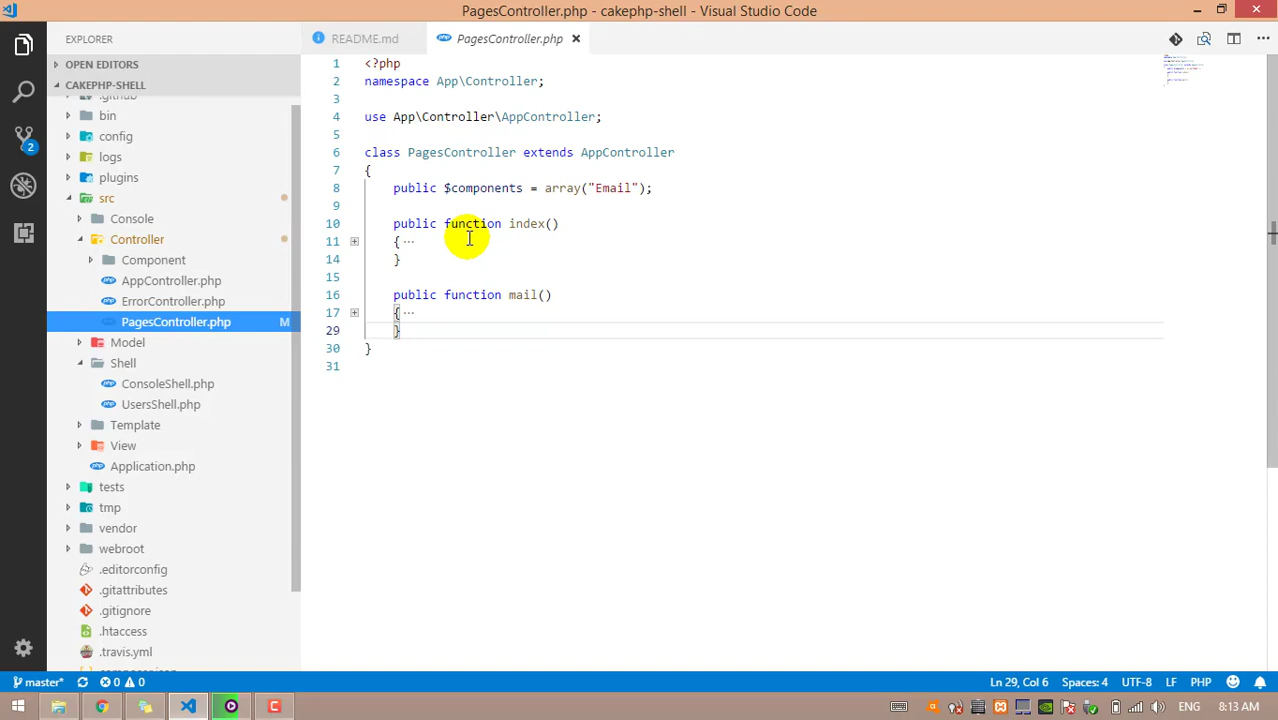 PagesController.php - cakephp-shell - Visual Studio Code
EXPLORER
OPEN EDITORS
CAKEPHP-SHELL
.github
bin
config
logs
plugins
src
Console
Controller
Component
AppController.php
ErrorController.php
PagesController.php M
Model
Shell
ConsoleShell.php
UsersShell.php
Template
View
Application.php
tests
tmp
vendor
webroot
.editorconfig
.gitattributes
.gitignore
.htaccess
.travis.yml
2
README.md PagesController.php
1 <?php
2 namespace App\Controller;
3
4 use App\Controller\AppController;
5
6 class PagesController extends AppController
7 {
8 public $components = array("Email");
9
10 public function index()
11 { ···
14 }
15
16 public function mail()
17 { ···
29 }
30 }
31
master* 0 0 Ln 29, Col 6 Spaces: 4 UTF-8 LF PHP
ENG 8:13 AM